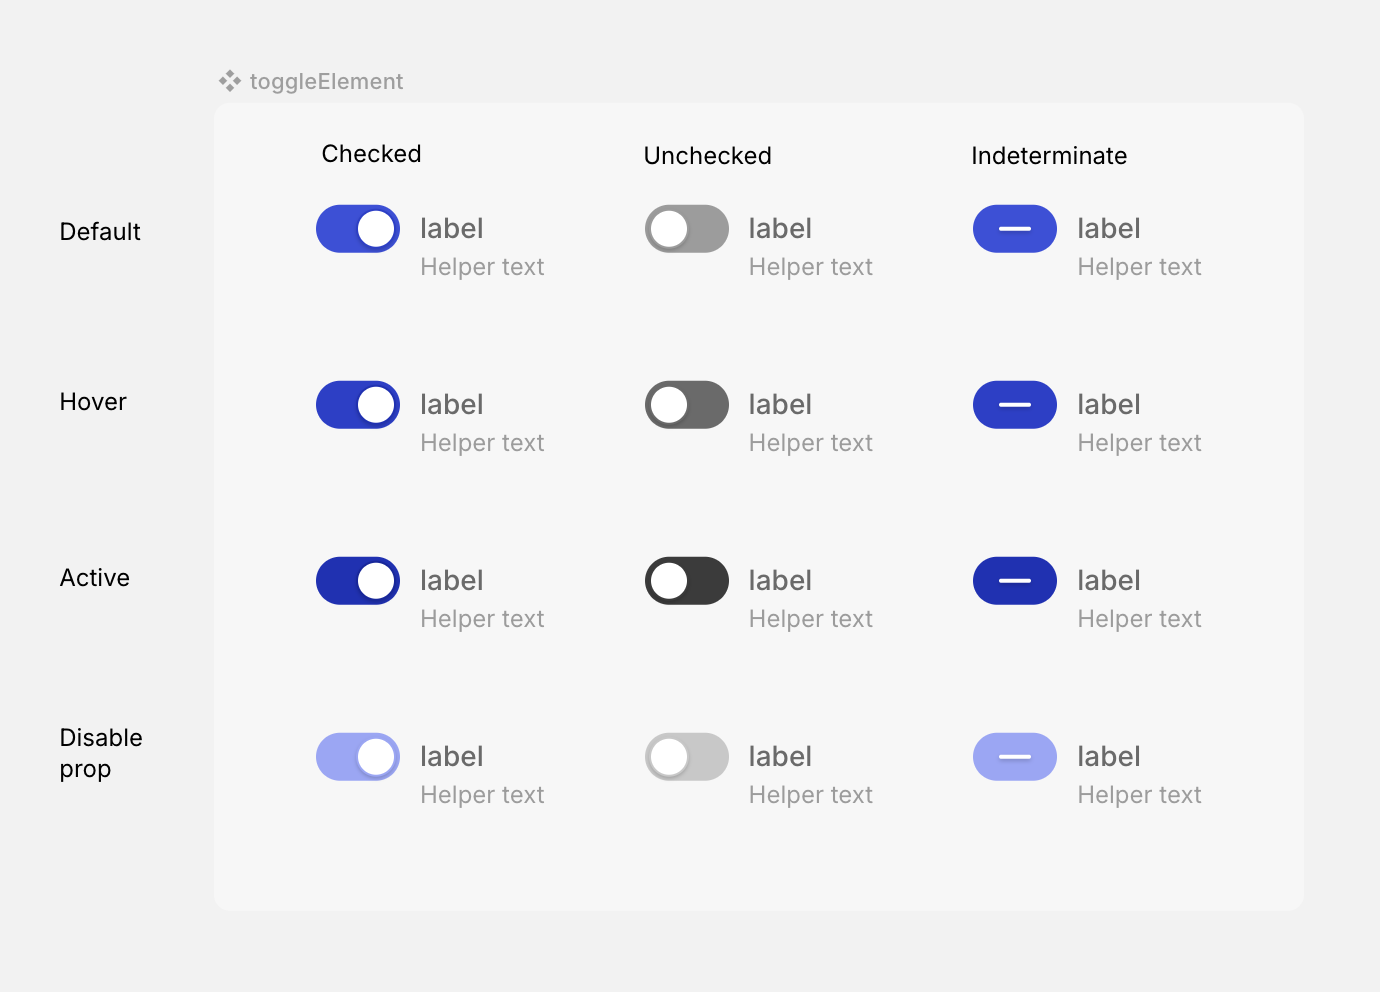 toggleElement
Checked Unchecked Indeterminate
Default label label label
Helper text Helper text Helper text
Hover label label label
Helper text Helper text Helper text
Active label label label
Helper text Helper text Helper text
Disable
prop label label label
Helper text Helper text Helper text